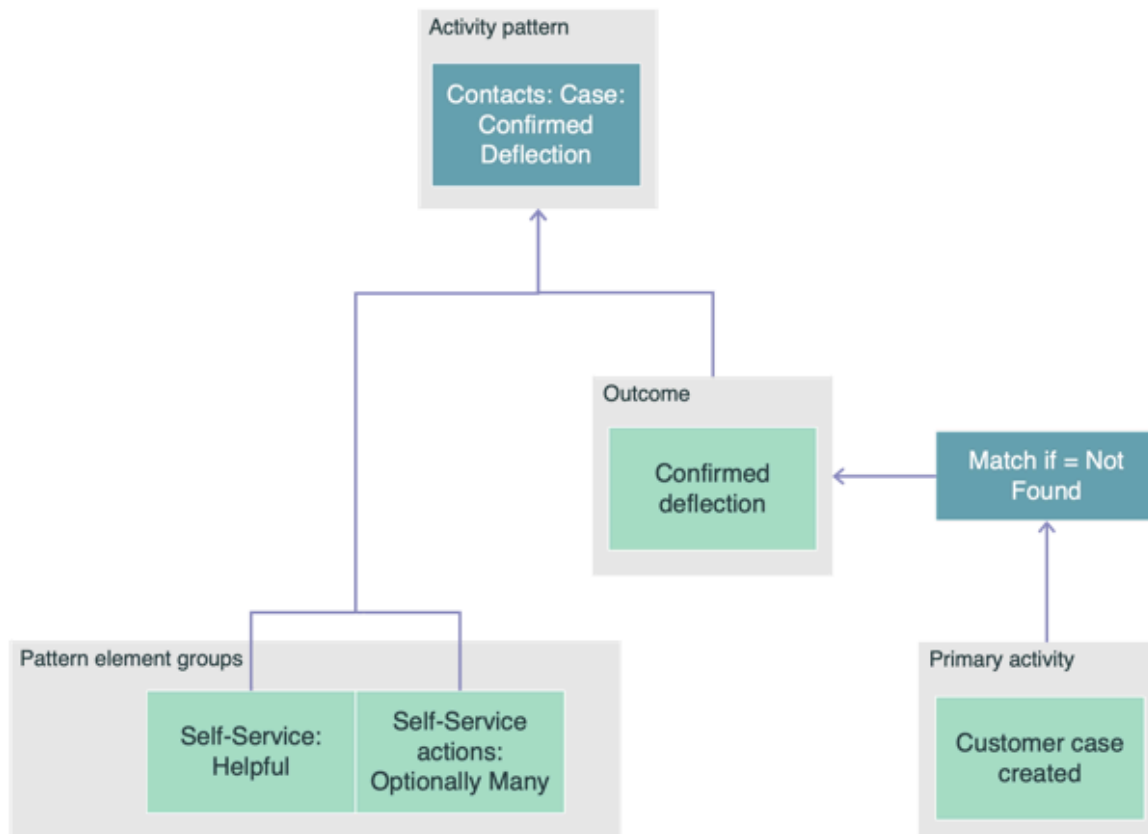 Activity pattern
Contacts: Case:
Confirmed
Deflection
Outcome
Confirmed
deflection
Match if = Not
Found
Pattern element groups
Self-Service:
Helpful
Self-Service
actions:
Optionally Many
Primary activity
Customer case
created